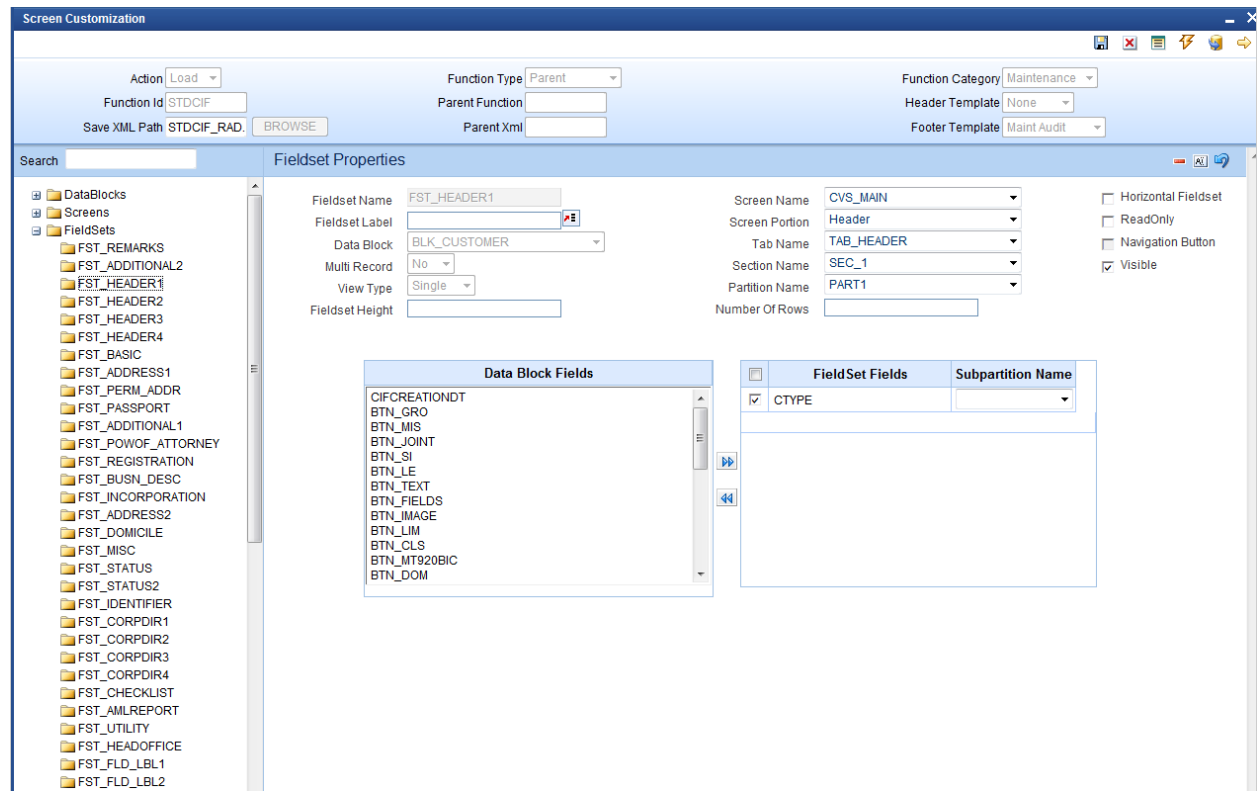 Screen Customization
Action Load Function Type Parent Function Category Maintenance
Function Id STDCIF Parent Function Header Template None
Save XML Path STDCIF_RAD. BROWSE Parent Xml Footer Template Maint Audit
Search
DataBlocks
Screens
FieldSets
FST_REMARKS
FST_ADDITIONAL2
FST_HEADER1
FST_HEADER2
FST_HEADER3
FST_HEADER4
FST_BASIC
FST_ADDRESS1
FST_PERM_ADDR
FST_PASSPORT
FST_ADDITIONAL1
FST_POWOF_ATTORNEY
FST_REGISTRATION
FST_BUSN_DESC
FST_INCORPORATION
FST_ADDRESS2
FST_DOMICILE
FST_MISC
FST_STATUS
FST_STATUS2
FST_IDENTIFIER
FST_CORPDIR1
FST_CORPDIR2
FST_CORPDIR3
FST_CORPDIR4
FST_CHECKLIST
FST_AMLREPORT
FST_UTILITY
FST_HEADOFFICE
FST_FLD_LBL1
FST_FLD_LBL2
Fieldset Properties
Fieldset Name FST_HEADER1 Screen Name CVS_MAIN Horizontal Fieldset
Fieldset Label Screen Portion Header ReadOnly
Data Block BLK_CUSTOMER Tab Name TAB_HEADER Navigation Button
Multi Record No Section Name SEC_1 Visible
View Type Single Partition Name PART1
Fieldset Height Number Of Rows
Data Block Fields
CIFCREATIONDT
BTN_GRO
BTN_MIS
BTN_JOINT
BTN_SI
BTN_LE
BTN_TEXT
BTN_FIELDS
BTN_IMAGE
BTN_LIM
BTN_CLS
BTN_MT920BIC
BTN_DOM
FieldSet Fields Subpartition Name
CTYPE